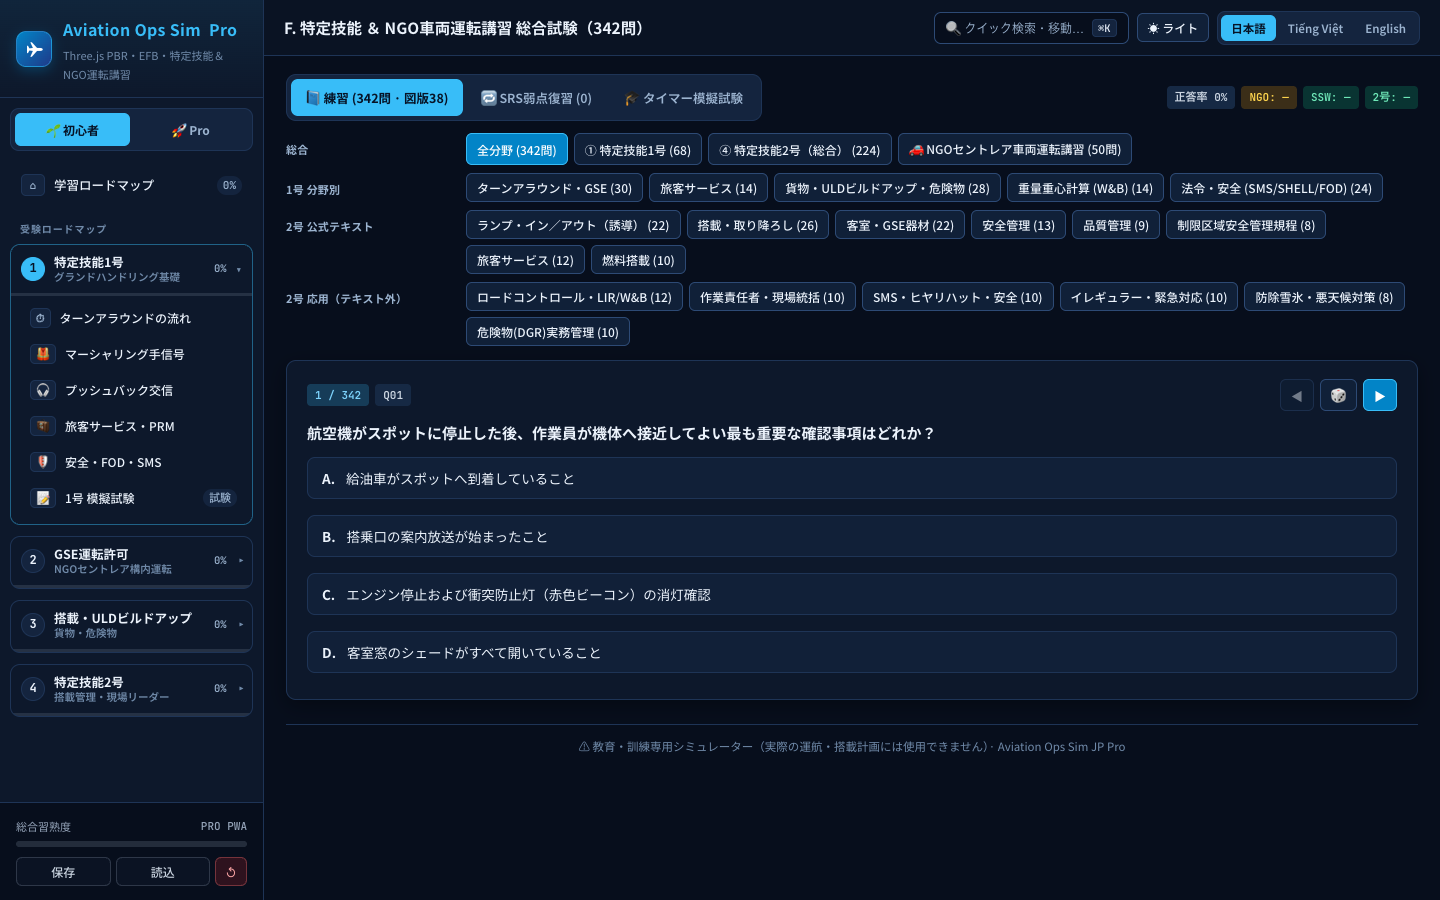 Aviation Ops Sim Pro
Three.js PBR・EFB・特定技能＆
NGO運転講習
初心者
Pro
学習ロードマップ
0%
受験ロードマップ
1
特定技能1号
グランドハンドリング基礎
0%
ターンアラウンドの流れ
マーシャリング手信号
プッシュバック交信
旅客サービス・PRM
安全・FOD・SMS
1号 模擬試験
試験
2
GSE運転許可
NGOセントレア構内運転
0%
3
搭載・ULDビルドアップ
貨物・危険物
0%
4
特定技能2号
搭載管理・現場リーダー
0%
総合習熟度
PRO PWA
保存
読込
F. 特定技能 ＆ NGO車両運転講習 総合試験（342問）
クイック検索・移動… ⌘K
ライト
日本語
Tiếng Việt
English
練習 (342問・図版38)
SRS弱点復習 (0)
タイマー模擬試験
正答率 0%
NGO: —
SSW: —
2号: —
総合
全分野 (342問)
① 特定技能1号 (68)
④ 特定技能2号（総合） (224)
NGOセントレア車両運転講習 (50問)
1号 分野別
ターンアラウンド・GSE (30)
旅客サービス (14)
貨物・ULDビルドアップ・危険物 (28)
重量重心計算 (W&B) (14)
法令・安全 (SMS/SHELL/FOD) (24)
2号 公式テキスト
ランプ・イン／アウト（誘導） (22)
搭載・取り降ろし (26)
客室・GSE器材 (22)
安全管理 (13)
品質管理 (9)
制限区域安全管理規程 (8)
旅客サービス (12)
燃料搭載 (10)
2号 応用（テキスト外）
ロードコントロール・LIR/W&B (12)
作業責任者・現場統括 (10)
SMS・ヒヤリハット・安全 (10)
イレギュラー・緊急対応 (10)
防除雪氷・悪天候対策 (8)
危険物(DGR)実務管理 (10)
1 / 342
Q01
航空機がスポットに停止した後、作業員が機体へ接近してよい最も重要な確認事項はどれか？
A. 給油車がスポットへ到着していること
B. 搭乗口の案内放送が始まったこと
C. エンジン停止および衝突防止灯（赤色ビーコン）の消灯確認
D. 客室窓のシェードがすべて開いていること
⚠ 教育・訓練専用シミュレーター（実際の運航・搭載計画には使用できません）· Aviation Ops Sim JP Pro